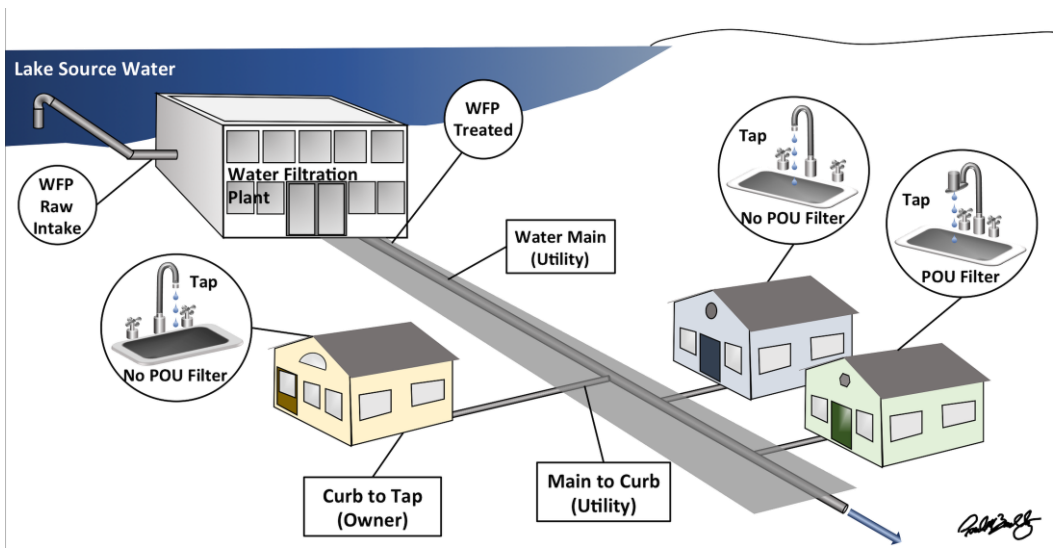 Lake Source Water
WFP
Raw
Intake
Water Filtration
Plant
WFP
Treated
Water Main
(Utility)
Tap
No POU Filter
Tap
POU Filter
Tap
No POU Filter
Curb to Tap
(Owner)
Main to Curb
(Utility)